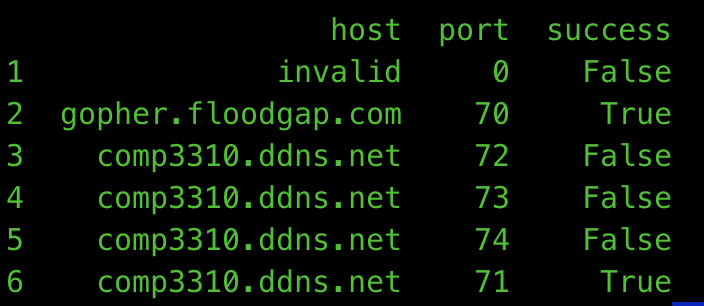 host port success
1 invalid 0 False
2 gopher.floodgap.com 70 True
3 comp3310.ddns.net 72 False
4 comp3310.ddns.net 73 False
5 comp3310.ddns.net 74 False
6 comp3310.ddns.net 71 True